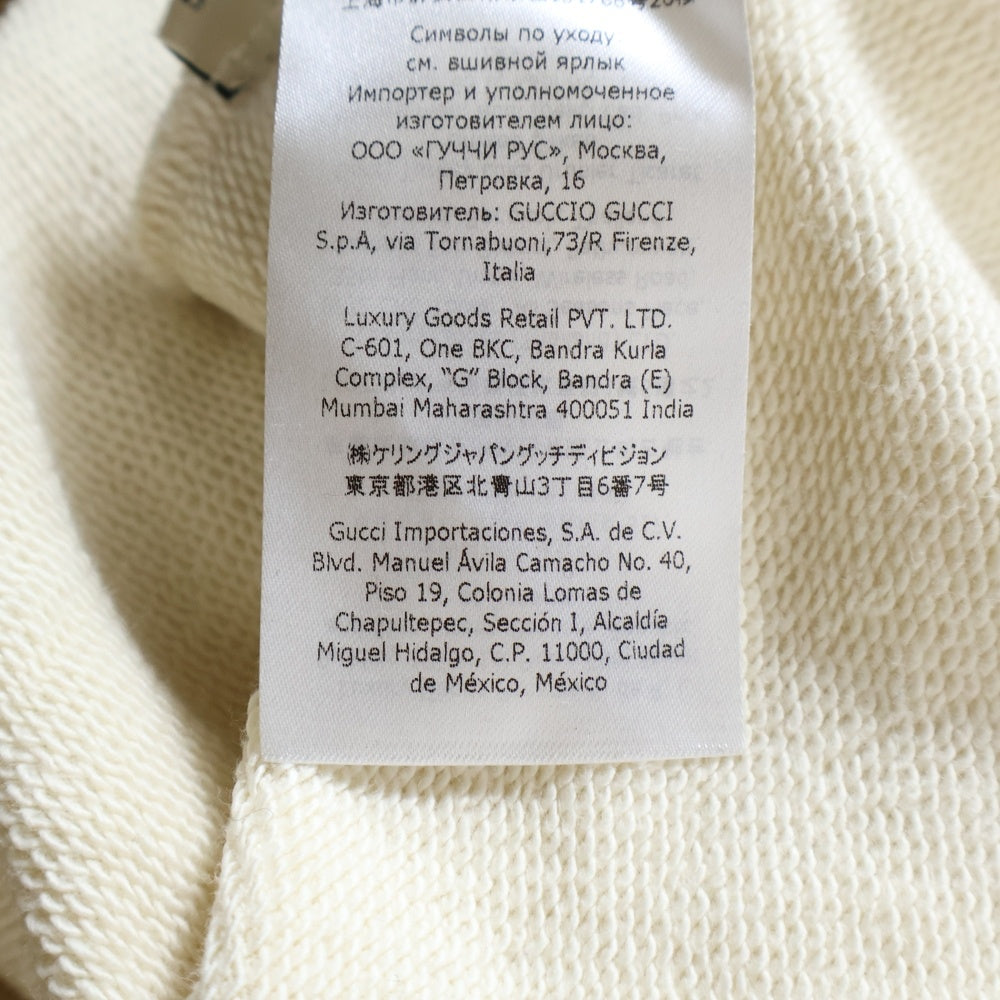 Символы по уходу
см. вшивной ярлык
Импортер и уполномоченное
изготовителем лицо:
ООО «ГУЧЧИ РУС», Москва,
Петровка, 16
Изготовитель: GUCCIO GUCCI
S.p.A, via Tornabuoni,73/R Firenze,
Italia
Luxury Goods Retail PVT. LTD.
C-601, One BKC, Bandra Kurla
Complex, “G” Block, Bandra (E)
Mumbai Maharashtra 400051 India
㈱ケリングジャパングッチディビジョン
東京都港区北青山3丁目6番7号
Gucci Importaciones, S.A. de C.V.
Blvd. Manuel Ávila Camacho No. 40,
Piso 19, Colonia Lomas de
Chapultepec, Sección I, Alcaldía
Miguel Hidalgo, C.P. 11000, Ciudad
de México, México